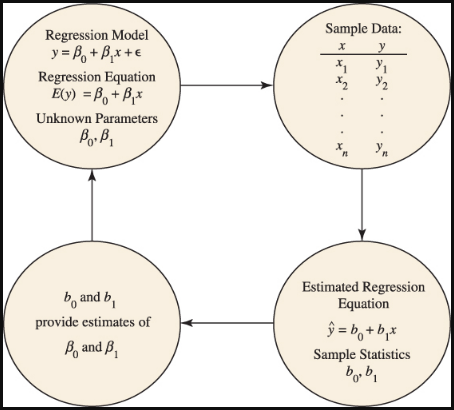 Regression Model
y = β₀ + β₁x + ϵ
Regression Equation
E(y) = β₀ + β₁x
Unknown Parameters
β₀, β₁
Sample Data:
x y
x₁ y₁
x₂ y₂
. .
. .
. .
xₙ yₙ
Estimated Regression
Equation
ŷ = b₀ + b₁x
Sample Statistics
b₀, b₁
b₀ and b₁
provide estimates of
β₀ and β₁